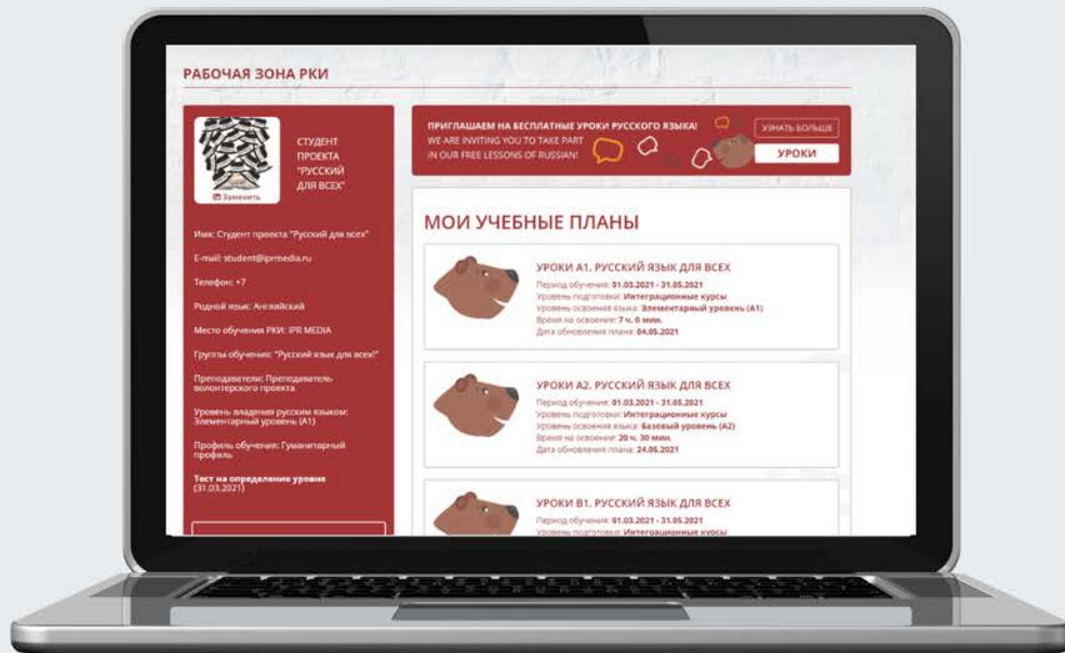 РАБОЧАЯ ЗОНА РКИ
СТУДЕНТ
ПРОЕКТА
"РУССКИЙ
ДЛЯ ВСЕХ"
Заменить
Имя: Студент проекта "Русский для всех"
E-mail: student@iprmedia.ru
Телефон: +7
Родной язык: Английский
Место обучения РКИ: IPR MEDIA
Группы обучения: "Русский язык для всех!"
Преподаватели: Преподаватель
волонтерского проекта
Уровень владения русским языком:
Элементарный уровень (А1)
Профиль обучения: Гуманитарный
профиль
Тест на определение уровня
(31.03.2021)
ПРИГЛАШАЕМ НА БЕСПЛАТНЫЕ УРОКИ РУССКОГО ЯЗЫКА!
WE ARE INVITING YOU TO TAKE PART
IN OUR FREE LESSONS OF RUSSIAN!
УЗНАТЬ БОЛЬШЕ
УРОКИ
МОИ УЧЕБНЫЕ ПЛАНЫ
УРОКИ А1. РУССКИЙ ЯЗЫК ДЛЯ ВСЕХ
Период обучения: 01.03.2021 - 31.05.2021
Уровень подготовки: Интеграционные курсы
Уровень освоения языка: Элементарный уровень (А1)
Время на освоение: 7 ч. 0 мин.
Дата обновления плана: 04.05.2021
УРОКИ А2. РУССКИЙ ЯЗЫК ДЛЯ ВСЕХ
Период обучения: 01.03.2021 - 31.05.2021
Уровень подготовки: Интеграционные курсы
Уровень освоения языка: Базовый уровень (А2)
Время на освоение: 20 ч. 30 мин.
Дата обновления плана: 24.05.2021
УРОКИ В1. РУССКИЙ ЯЗЫК ДЛЯ ВСЕХ
Период обучения: 01.03.2021 - 31.05.2021
Уровень подготовки: Интеграционные курсы